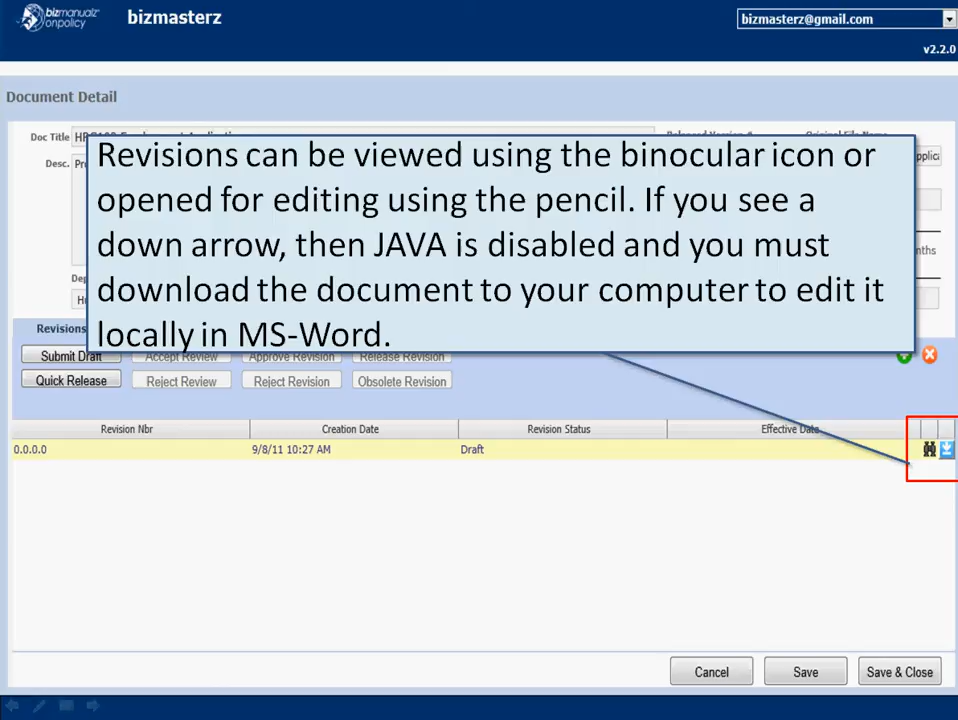 bizmanualz
onpolicy
bizmasterz
bizmasterz@gmail.com
v2.2.0
Document Detail
Doc Title
Desc.
Revisions can be viewed using the binocular icon or
opened for editing using the pencil. If you see a
down arrow, then JAVA is disabled and you must
download the document to your computer to edit it
locally in MS-Word.
Revisions
Submit Draft Accept Review Approve Revision Release Revision
Quick Release Reject Review Reject Revision Obsolete Revision
Revision Nbr Creation Date Revision Status Effective Date
0.0.0.0 9/8/11 10:27 AM Draft
Cancel Save Save & Close